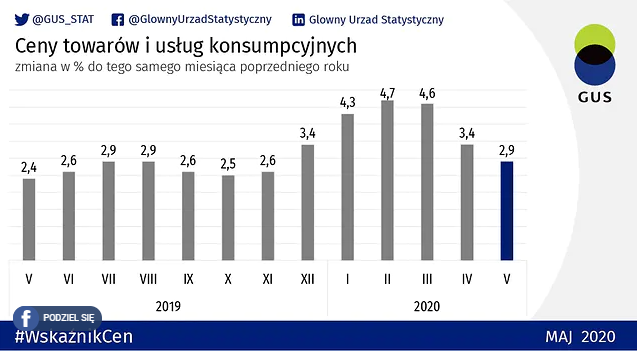 @GUS_STAT @GlownyUrzadStatystyczny Glowny Urzad Statystyczny
Ceny towarów i usług konsumpcyjnych
zmiana w % do tego samego miesiąca poprzedniego roku
GUS
2,4 2,6 2,9 2,9 2,6 2,5 2,6 3,4 4,3 4,7 4,6 3,4 2,9
V VI VII VIII IX X XI XII I II III IV V
2019 2020
PODZIEL SIĘ
#WskaźnikCen MAJ 2020